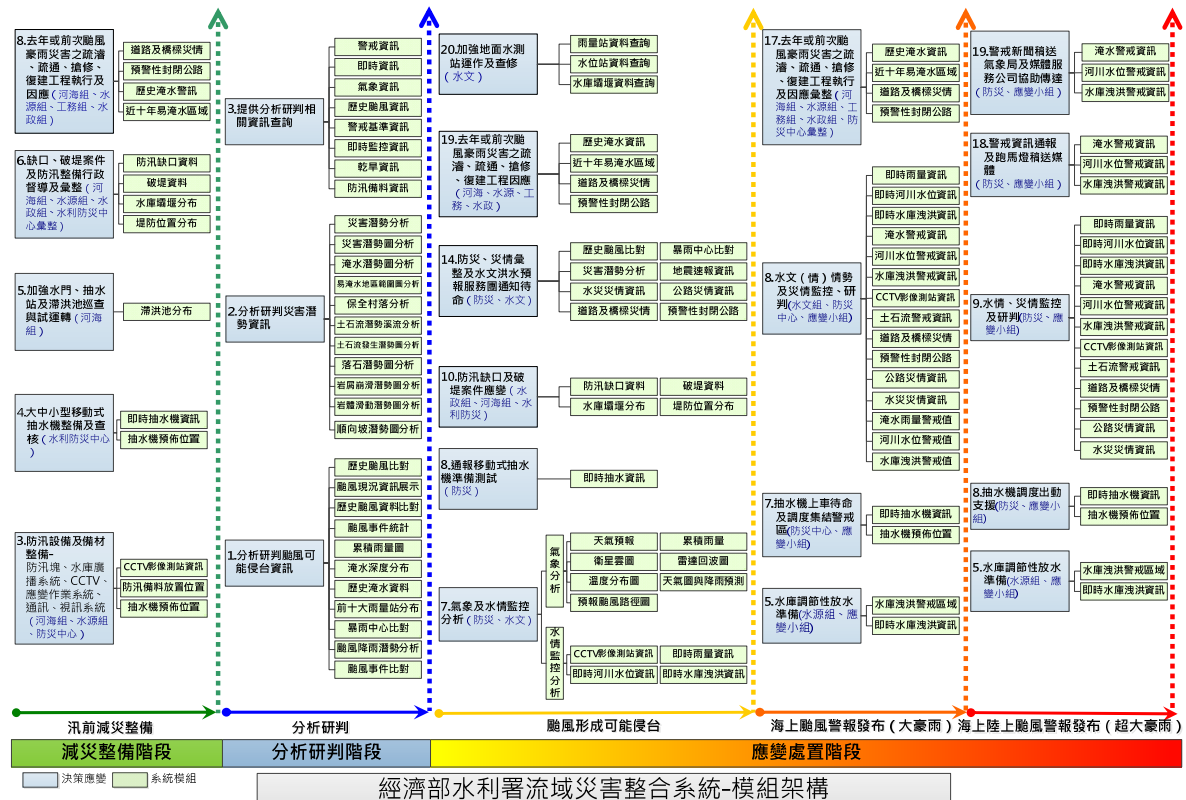 8.去年或前次颱風
豪雨災害之疏濬
、疏通、搶修、
復建工程執行及
因應（河海組、水
源組、工務組、水
政組）
道路及橋樑災情
預警性封閉公路
歷史淹水警訊
近十年易淹水區域
6.缺口、破堤案件
及防汛整備行政
督導及彙整（河
海組、水源組、水
政組、水利防災中
心彙整）
防汛缺口資料
破堤資料
水庫壩堰分布
堤防位置分布
5.加強水門、抽水
站及滯洪池巡查
與試運轉（河海
組）
滯洪池分布
4.大中小型移動式
抽水機整備及查
核（水利防災中心
）
即時抽水機資訊
抽水機預佈位置
3.防汛設備及備材
整備-
防汛塊、水庫廣
播系統、CCTV、
應變作業系統、
通訊、視訊系統
（河海組、水源組
、防災中心）
CCTV影像測站資訊
防汛備料放置位置
抽水機預佈位置
3.提供分析研判相
關資訊查詢
警戒資訊
即時資訊
氣象資訊
歷史颱風資訊
警戒基準資訊
即時監控資訊
乾旱資訊
防汛備料資訊
2.分析研判災害潛
勢資訊
災害潛勢分析
災害潛勢圖分析
淹水潛勢圖分析
易淹水地區範圍圖分析
保全村落分析
土石流潛勢溪流分析
土石流發生潛勢圖分析
落石潛勢圖分析
岩屑崩滑潛勢圖分析
岩體滑動潛勢圖分析
順向坡潛勢圖分析
1.分析研判颱風可
能侵台資訊
歷史颱風比對
颱風現況資訊展示
歷史颱風資料比對
颱風事件統計
累積雨量圖
淹水深度分布
歷史淹水資料
前十大雨量站分布
暴雨中心比對
颱風降雨潛勢分析
颱風事件比對
20.加強地面水測
站運作及查修
（水文）
雨量站資料查詢
水位站資料查詢
水庫壩堰資料查詢
19.去年或前次颱
風豪雨災害之疏
濬、疏通、搶修
、復建工程因應
（河海、水源、工
務、水政）
歷史淹水資訊
近十年易淹水區域
道路及橋樑災情
預警性封閉公路
14.防災、災情彙
整及水文洪水預
報服務團通知待
命（防災、水文）
歷史颱風比對
暴雨中心比對
災害潛勢分析
地震速報資訊
水災災情資訊
公路災情資訊
道路及橋樑災情
預警性封閉公路
10.防汛缺口及破
堤案件應變（水
政組、河海組、水
利防災）
防汛缺口資料
破堤資料
水庫壩堰分布
堤防位置分布
8.通報移動式抽水
機準備測試
（防災）
即時抽水資訊
7.氣象及水情監控
分析（防災、水文）
氣象分析
天氣預報
累積雨量
衛星雲圖
雷達回波圖
溫度分布圖
天氣圖與降雨預測
預報颱風路徑圖
水情監控分析
CCTV影像測站資訊
即時雨量資訊
即時河川水位資訊
即時水庫洩洪資訊
17.去年或前次颱
風豪雨災害之疏
濬、疏通、搶修
、復建工程執行
及因應彙整（河
海組、水源組、工
務組、水政組、防
災中心彙整）
歷史淹水資訊
近十年易淹水區域
道路及橋樑災情
預警性封閉公路
8.水文（情）情勢
及災情監控、研
判(水文組、防災
中心、應變小組)
即時雨量資訊
即時河川水位資訊
即時水庫洩洪資訊
淹水警戒資訊
河川水位警戒資訊
水庫洩洪警戒資訊
CCTV影像測站資訊
土石流警戒資訊
道路及橋樑災情
預警性封閉公路
公路災情資訊
水災災情資訊
淹水雨量警戒值
河川水位警戒值
水庫洩洪警戒值
7.抽水機上車待命
及調度集結警戒
區(防災中心、應
變小組)
即時抽水機資訊
抽水機預佈位置
5.水庫調節性放水
準備(水源組、應
變小組)
水庫洩洪警戒區域
即時水庫洩洪資訊
19.警戒新聞稿送
氣象局及媒體服
務公司協助傳達
（防災、應變小組）
淹水警戒資訊
河川水位警戒資訊
水庫洩洪警戒資訊
18.警戒資訊通報
及跑馬燈稿送媒
體
（防災、應變小組）
淹水警戒資訊
河川水位警戒資訊
水庫洩洪警戒資訊
9.水情、災情監控
及研判(防災、應
變小組)
即時雨量資訊
即時河川水位資訊
即時水庫洩洪資訊
淹水警戒資訊
河川水位警戒資訊
水庫洩洪警戒資訊
CCTV影像測站資訊
土石流警戒資訊
道路及橋樑災情
預警性封閉公路
公路災情資訊
水災災情資訊
8.抽水機調度出動
支援(防災、應變小
組)
即時抽水機資訊
抽水機預佈位置
5.水庫調節性放水
準備(水源組、應
變小組)
水庫洩洪警戒區域
即時水庫洩洪資訊
汛前減災整備
分析研判
颱風形成可能侵台
海上颱風警報發布（大豪雨）
海上陸上颱風警報發布（超大豪雨）
減災整備階段
分析研判階段
應變處置階段
決策應變
系統模組
經濟部水利署流域災害整合系統-模組架構